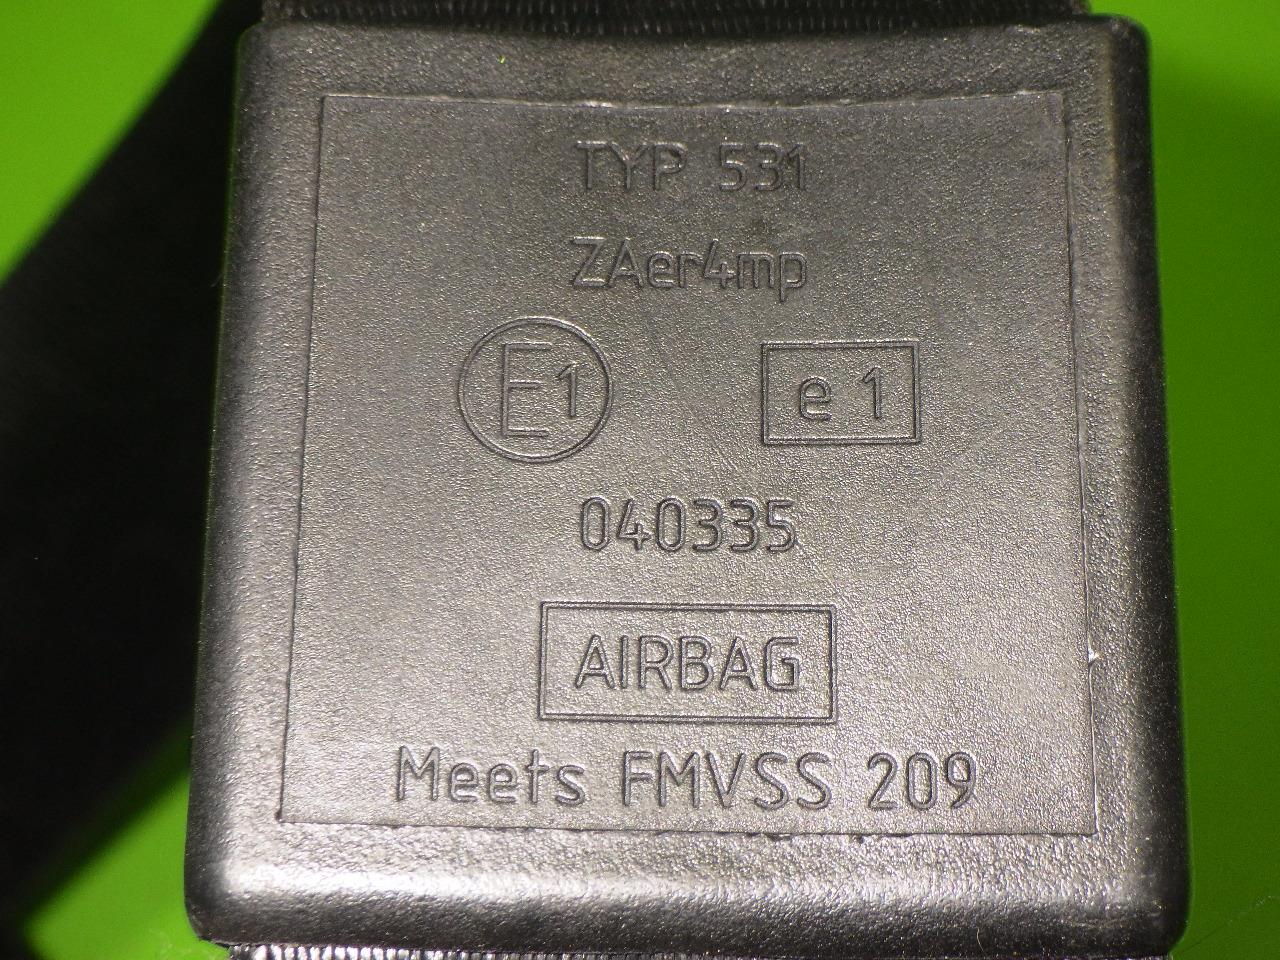 TYP 531
ZAer4mp
E1 e 1
040335
AIRBAG
Meets FMVSS 209